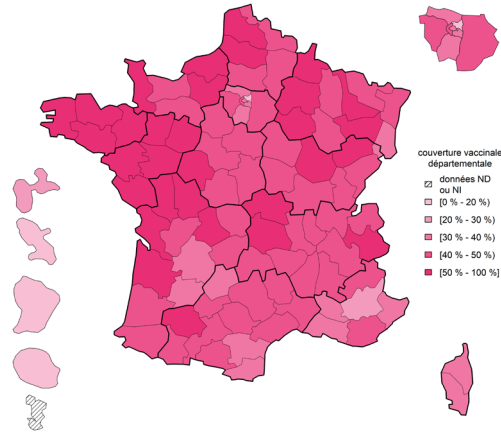 couverture vaccinale
départementale
données ND
ou NI
[0 % - 20 %)
[20 % - 30 %)
[30 % - 40 %)
[40 % - 50 %)
[50 % - 100 %]